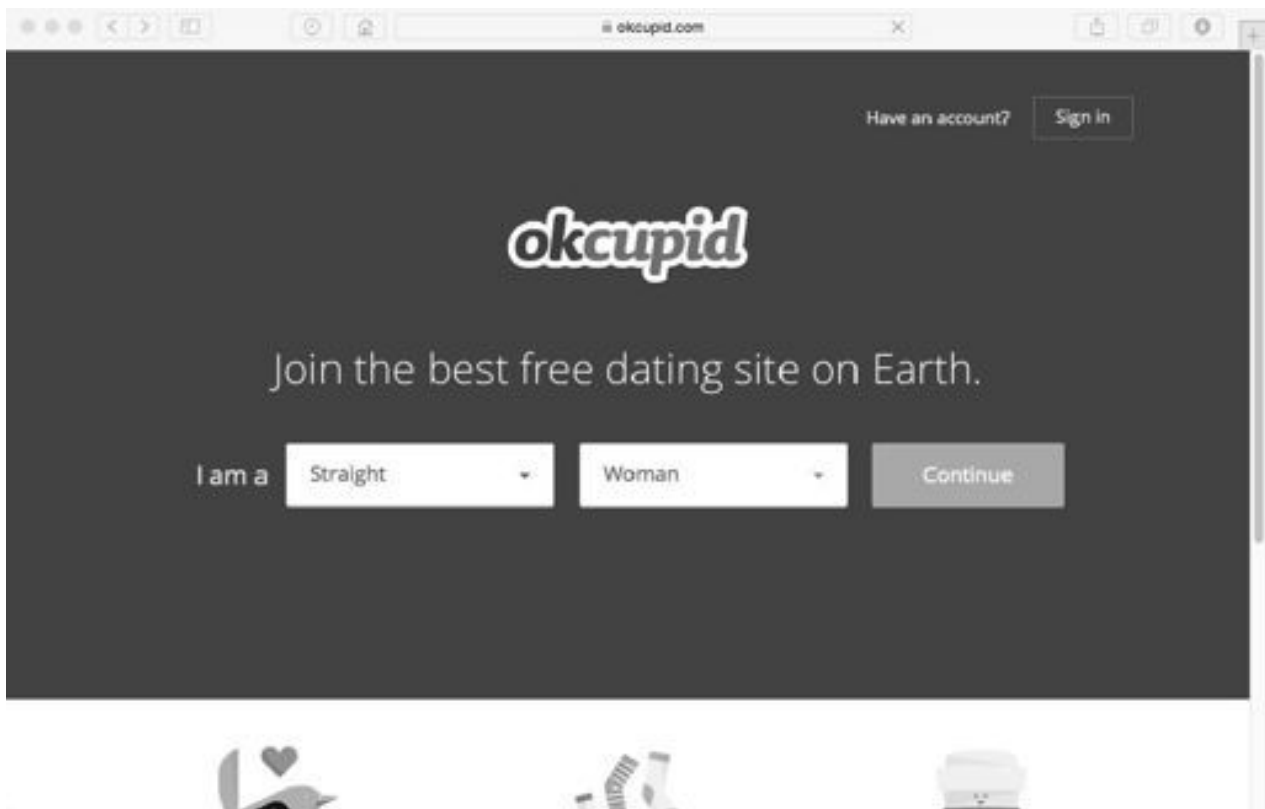 okcupid.com
Have an account? Sign in
okcupid
Join the best free dating site on Earth.
I am a Straight Woman Continue